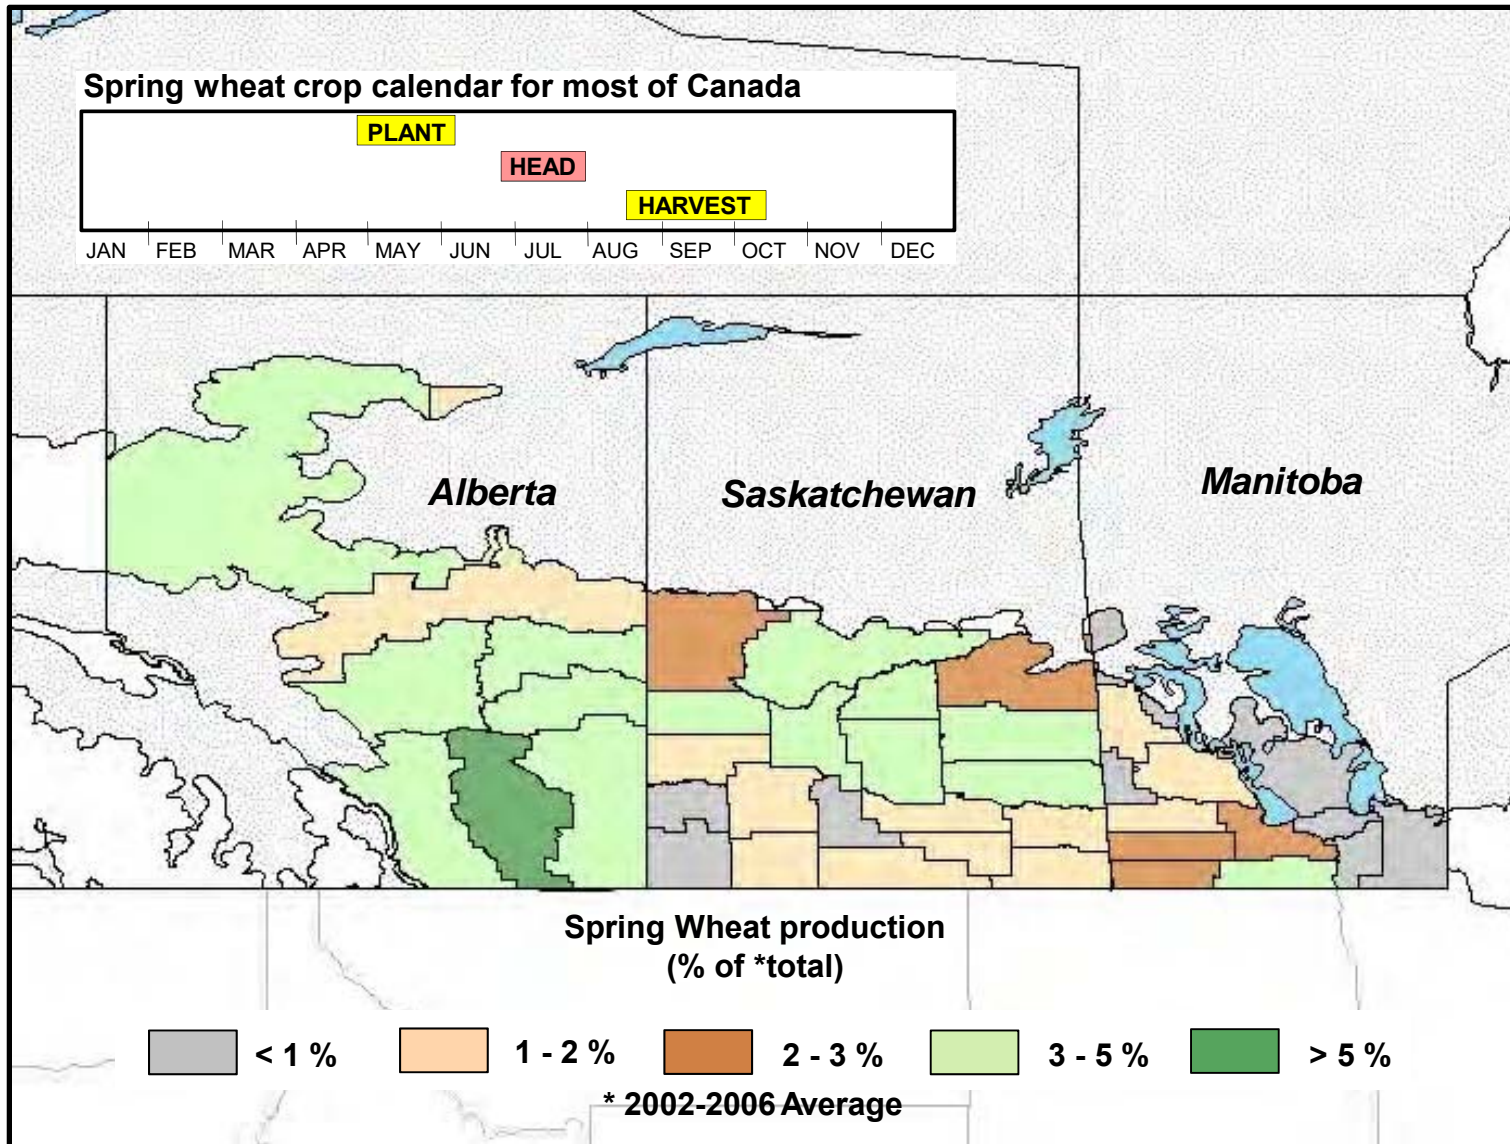 Spring wheat crop calendar for most of Canada
PLANT
HEAD
HARVEST
JAN FEB MAR APR MAY JUN JUL AUG SEP OCT NOV DEC
Alberta
Saskatchewan
Manitoba
Spring Wheat production
(% of *total)
< 1 % 1 - 2 % 2 - 3 % 3 - 5 % > 5 %
* 2002-2006 Average